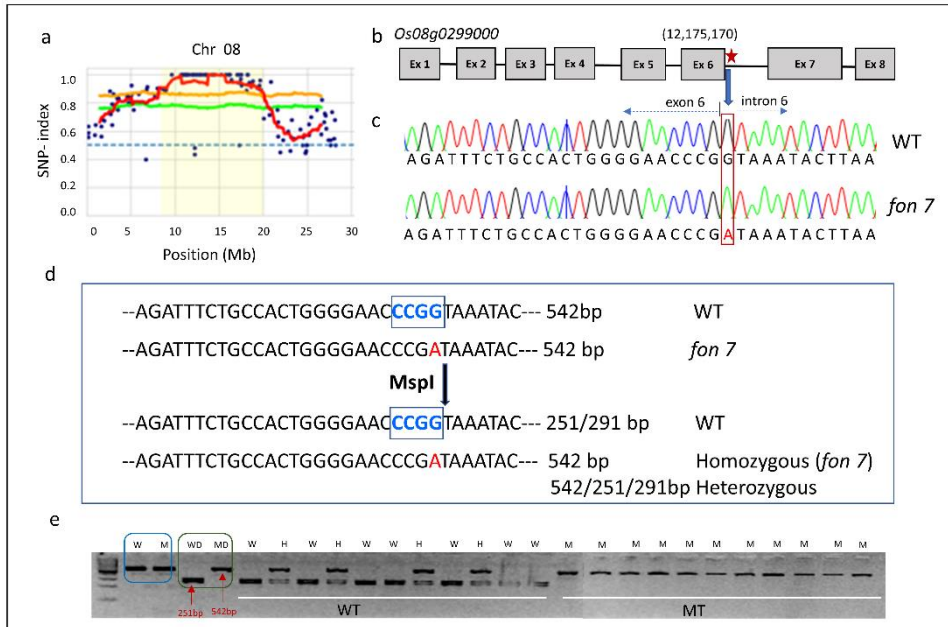 a
Chr 08
SNP- index
1.0
0.8
0.6
0.4
0.2
0.0
0 5 10 15 20 25 30
Position (Mb)
b
Os08g0299000
(12,175,170)
Ex 1 Ex 2 Ex 3 Ex 4 Ex 5 Ex 6 Ex 7 Ex 8
exon 6 intron 6
c
WT
AGATTTCTGCCACTGGGGAACCCGGTAAATACTTAA
fon 7
AGATTTCTGCCACTGGGGAACCCGATAAATACTTAA
d
--AGATTTCTGCCACTGGGGAACCCGGTAAATAC--- 542bp WT
--AGATTTCTGCCACTGGGGAACCCGATAAATAC--- 542 bp fon 7
MspI
--AGATTTCTGCCACTGGGGAACCCGGTAAATAC--- 251/291 bp WT
--AGATTTCTGCCACTGGGGAACCCGATAAATAC--- 542 bp Homozygous (fon 7)
542/251/291bp Heterozygous
e
W M WD MD W H W H W W H W H W W M M M M M M M M M
251bp 542bp
WT MT